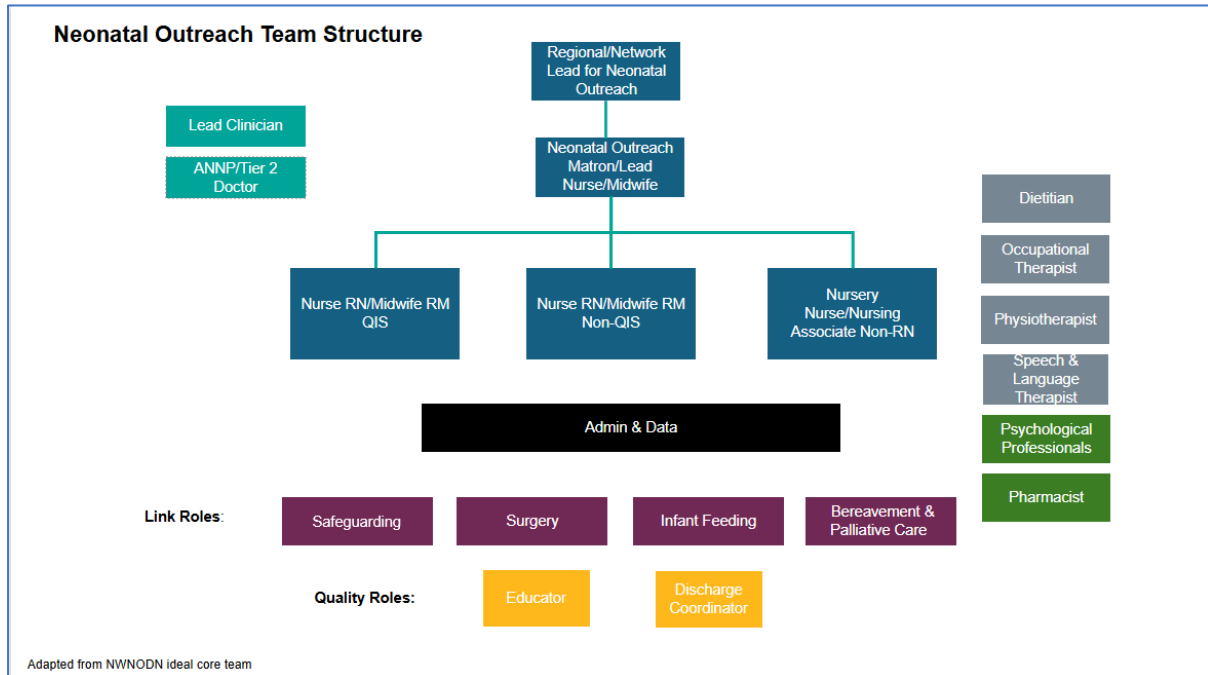 Neonatal Outreach Team Structure
Regional/Network
Lead for Neonatal
Outreach
Lead Clinician
ANNP/Tier 2
Doctor
Neonatal Outreach
Matron/Lead
Nurse/Midwife
Nurse RN/Midwife RM
QIS
Nurse RN/Midwife RM
Non-QIS
Nursery
Nurse/Nursing
Associate Non-RN
Dietitian
Occupational
Therapist
Physiotherapist
Speech &
Language
Therapist
Psychological
Professionals
Pharmacist
Admin & Data
Link Roles:
Safeguarding
Surgery
Infant Feeding
Bereavement &
Palliative Care
Quality Roles:
Educator
Discharge
Coordinator
Adapted from NWNODN ideal core team